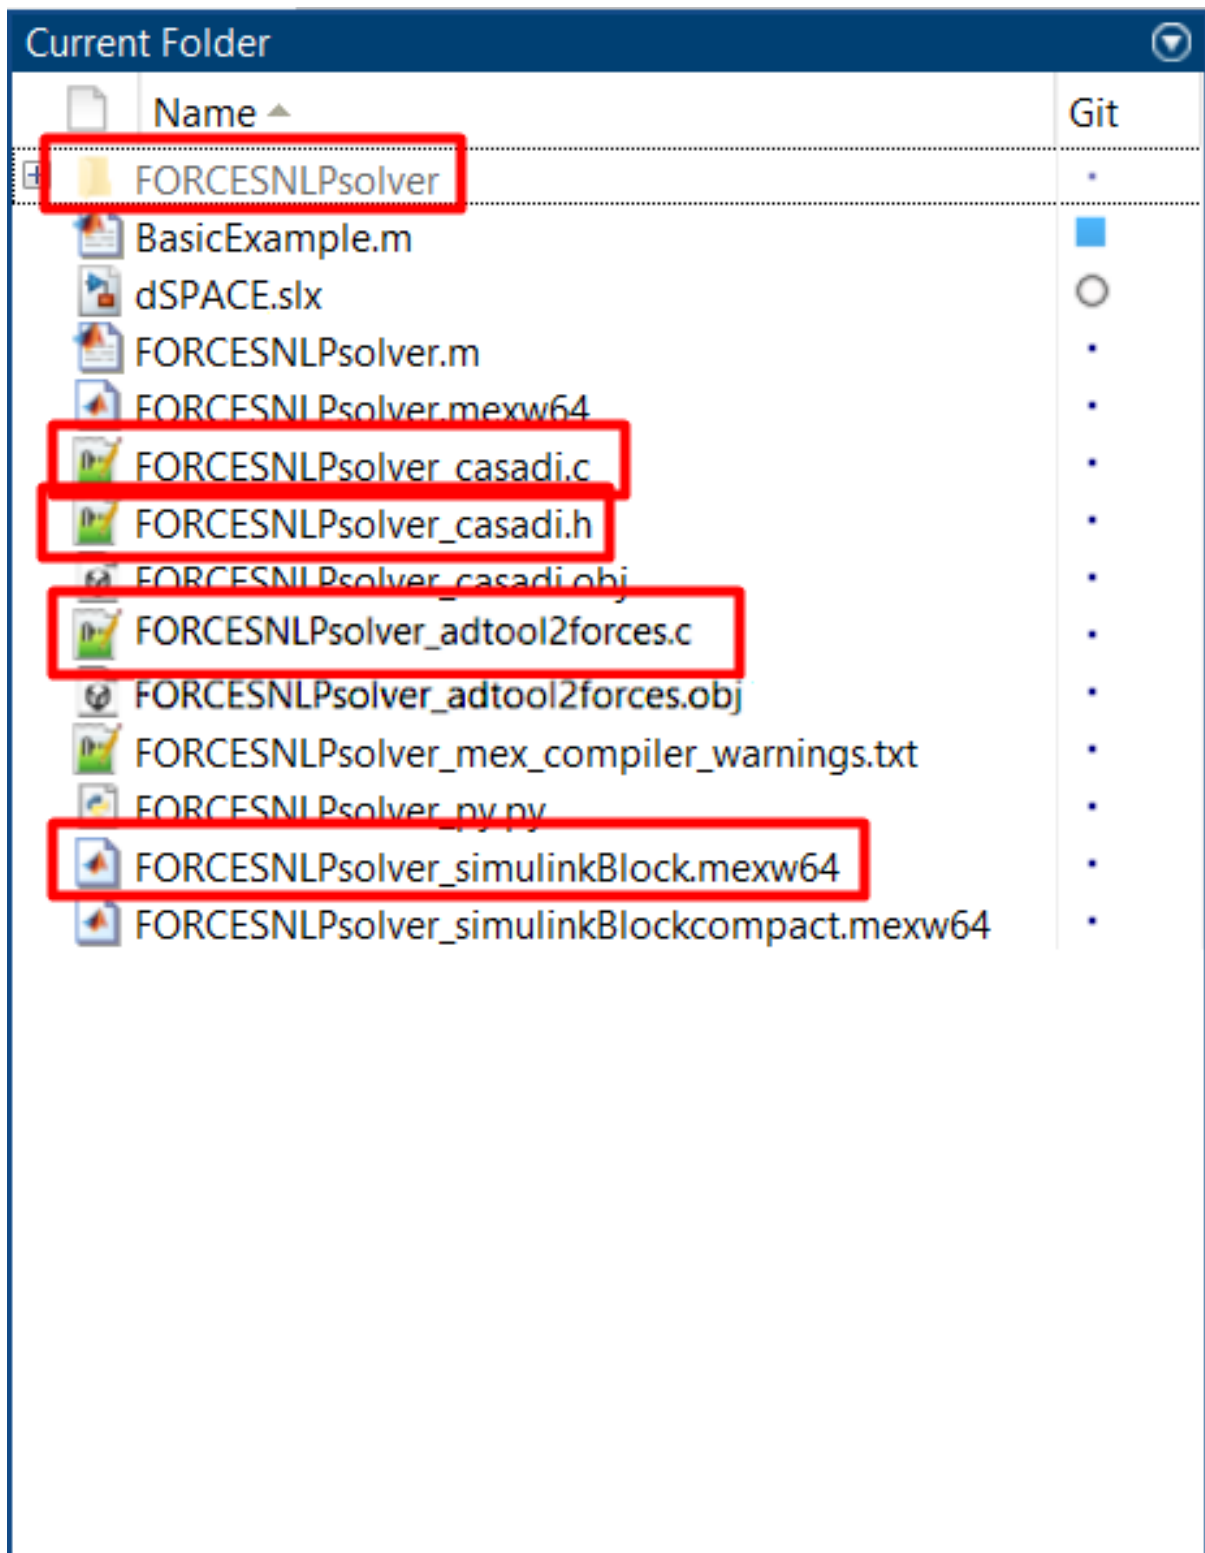 Current Folder
Name Git
FORCESNLPsolver
BasicExample.m
dSPACE.slx
FORCESNLPsolver.m
FORCESNLPsolver.mexw64
FORCESNLPsolver_casadi.c
FORCESNLPsolver_casadi.h
FORCESNLPsolver_casadi.obj
FORCESNLPsolver_adtool2forces.c
FORCESNLPsolver_adtool2forces.obj
FORCESNLPsolver_mex_compiler_warnings.txt
FORCESNLPsolver_py.py
FORCESNLPsolver_simulinkBlock.mexw64
FORCESNLPsolver_simulinkBlockcompact.mexw64